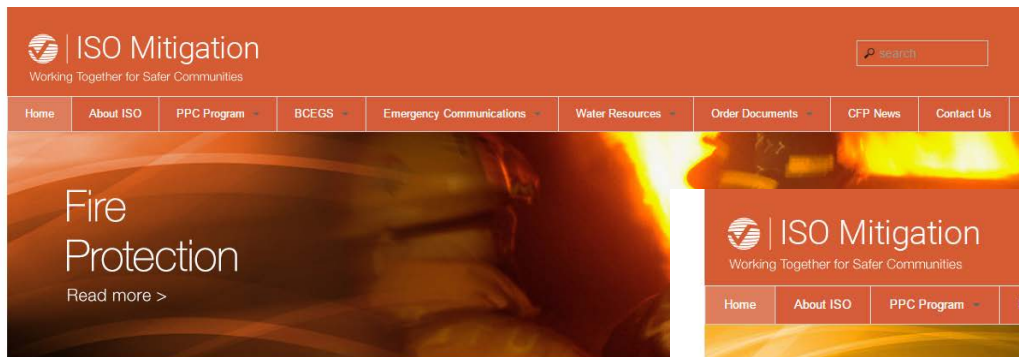 ISO Mitigation
Working Together for Safer Communities
search
Home About ISO PPC Program BCEGS Emergency Communications Water Resources Order Documents CFP News Contact Us
Fire
Protection
Read more >
ISO Mitigation
Working Together for Safer Communities
Home About ISO PPC Program